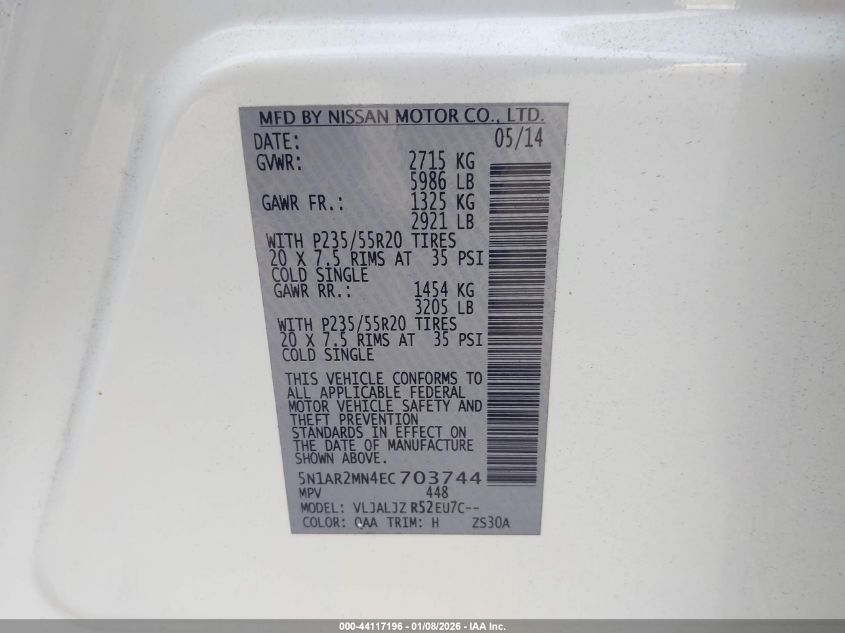 MFD BY NISSAN MOTOR CO., LTD.
DATE: 05/14
GVWR: 2715 KG
5986 LB
GAWR FR.: 1325 KG
2921 LB
WITH P235/55R20 TIRES
20 X 7.5 RIMS AT 35 PSI
COLD SINGLE
GAWR RR.: 1454 KG
3205 LB
WITH P235/55R20 TIRES
20 X 7.5 RIMS AT 35 PSI
COLD SINGLE
THIS VEHICLE CONFORMS TO
ALL APPLICABLE FEDERAL
MOTOR VEHICLE SAFETY AND
THEFT PREVENTION
STANDARDS IN EFFECT ON
THE DATE OF MANUFACTURE
SHOWN ABOVE.
5N1AR2MN4EC703744
MPV 448
MODEL: VLJALJZ R52EU7C--
COLOR: QAA TRIM: H ZS30A
000-44117196 - 01/08/2026 - IAA Inc.